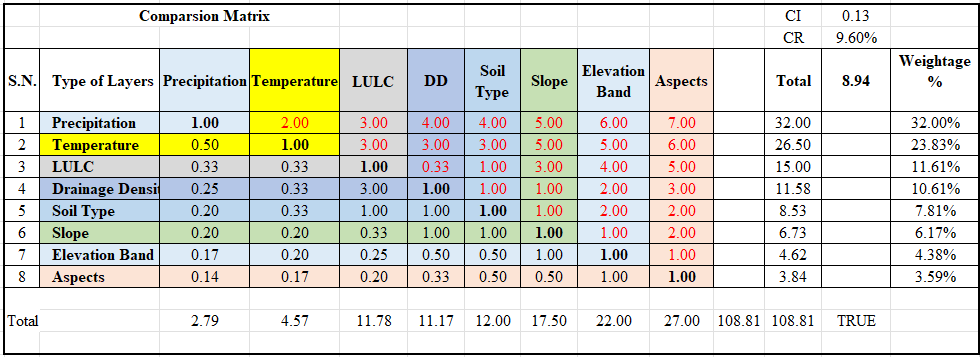 Comparsion Matrix CI 0.13
CR 9.60%
S.N. Type of Layers Precipitation Temperature LULC DD Soil Type Slope Elevation Band Aspects Total 8.94 Weightage %
1 Precipitation 1.00 2.00 3.00 4.00 4.00 5.00 6.00 7.00 32.00 32.00%
2 Temperature 0.50 1.00 3.00 3.00 3.00 5.00 5.00 6.00 26.50 23.83%
3 LULC 0.33 0.33 1.00 0.33 1.00 3.00 4.00 5.00 15.00 11.61%
4 Drainage Densi 0.25 0.33 3.00 1.00 1.00 1.00 2.00 3.00 11.58 10.61%
5 Soil Type 0.20 0.33 1.00 1.00 1.00 1.00 2.00 2.00 8.53 7.81%
6 Slope 0.20 0.20 0.33 1.00 1.00 1.00 1.00 2.00 6.73 6.17%
7 Elevation Band 0.17 0.20 0.25 0.50 0.50 1.00 1.00 1.00 4.62 4.38%
8 Aspects 0.14 0.17 0.20 0.33 0.50 0.50 1.00 1.00 3.84 3.59%
Total 2.79 4.57 11.78 11.17 12.00 17.50 22.00 27.00 108.81 108.81 TRUE